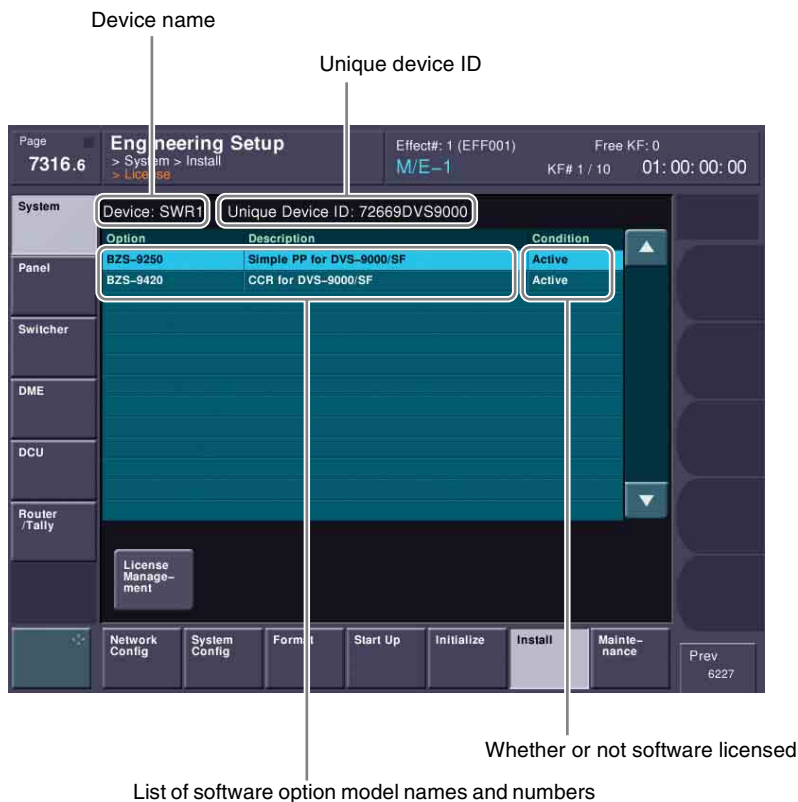 Device name
Unique device ID
Page
7316.6
Engineering Setup
> System > Install
> License
Effect#: 1 (EFF001)
Free KF: 0
M/E–1
KF# 1 / 10
01: 00: 00: 00
System
Device: SWR1
Unique Device ID: 72669DVS9000
Option
Description
Condition
BZS–9250
Simple PP for DVS–9000/SF
Active
Panel
BZS–9420
CCR for DVS–9000/SF
Active
Switcher
DME
DCU
Router
/Tally
License
Manage–
ment
Network
Config
System
Config
Format
Start Up
Initialize
Install
Mainte–
nance
Prev
6227
Whether or not software licensed
List of software option model names and numbers